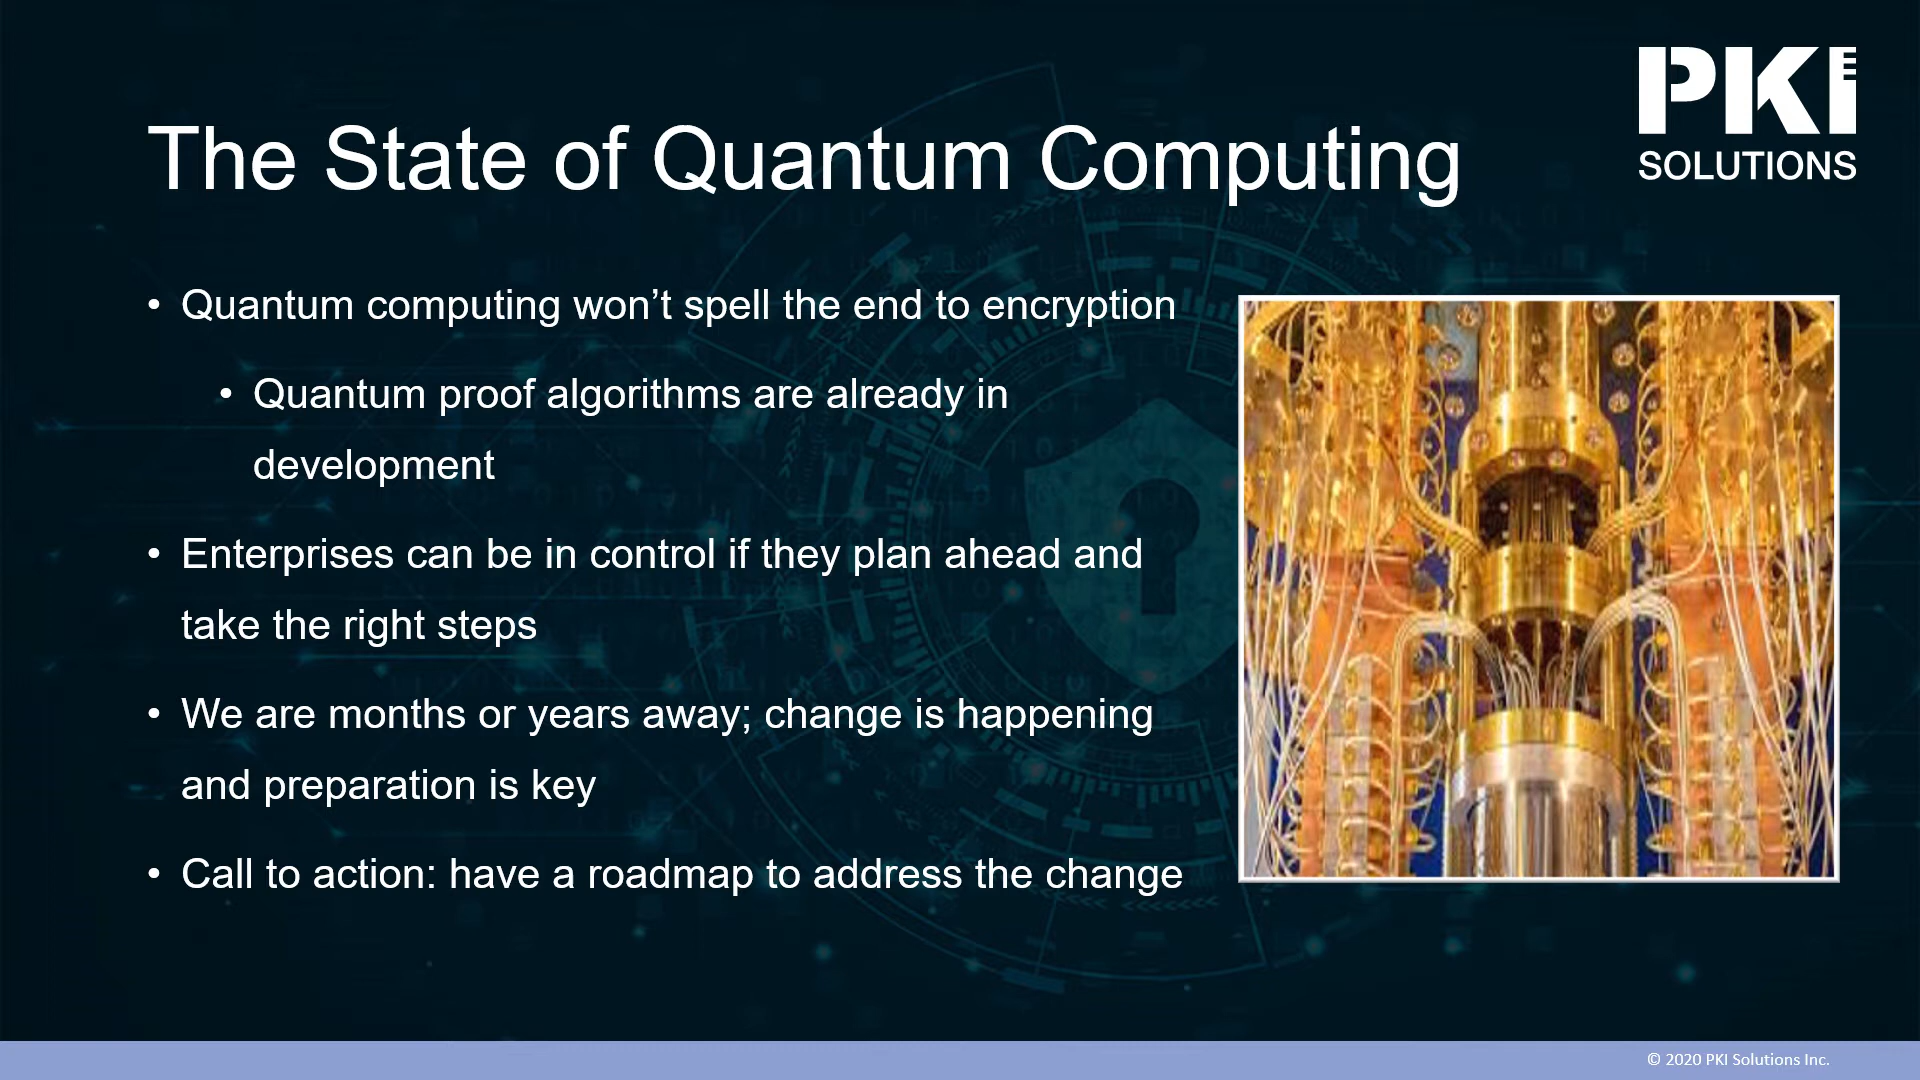 PKI
SOLUTIONS
The State of Quantum Computing
• Quantum computing won’t spell the end to encryption
• Quantum proof algorithms are already in
development
• Enterprises can be in control if they plan ahead and
take the right steps
• We are months or years away; change is happening
and preparation is key
• Call to action: have a roadmap to address the change
© 2020 PKI Solutions Inc.